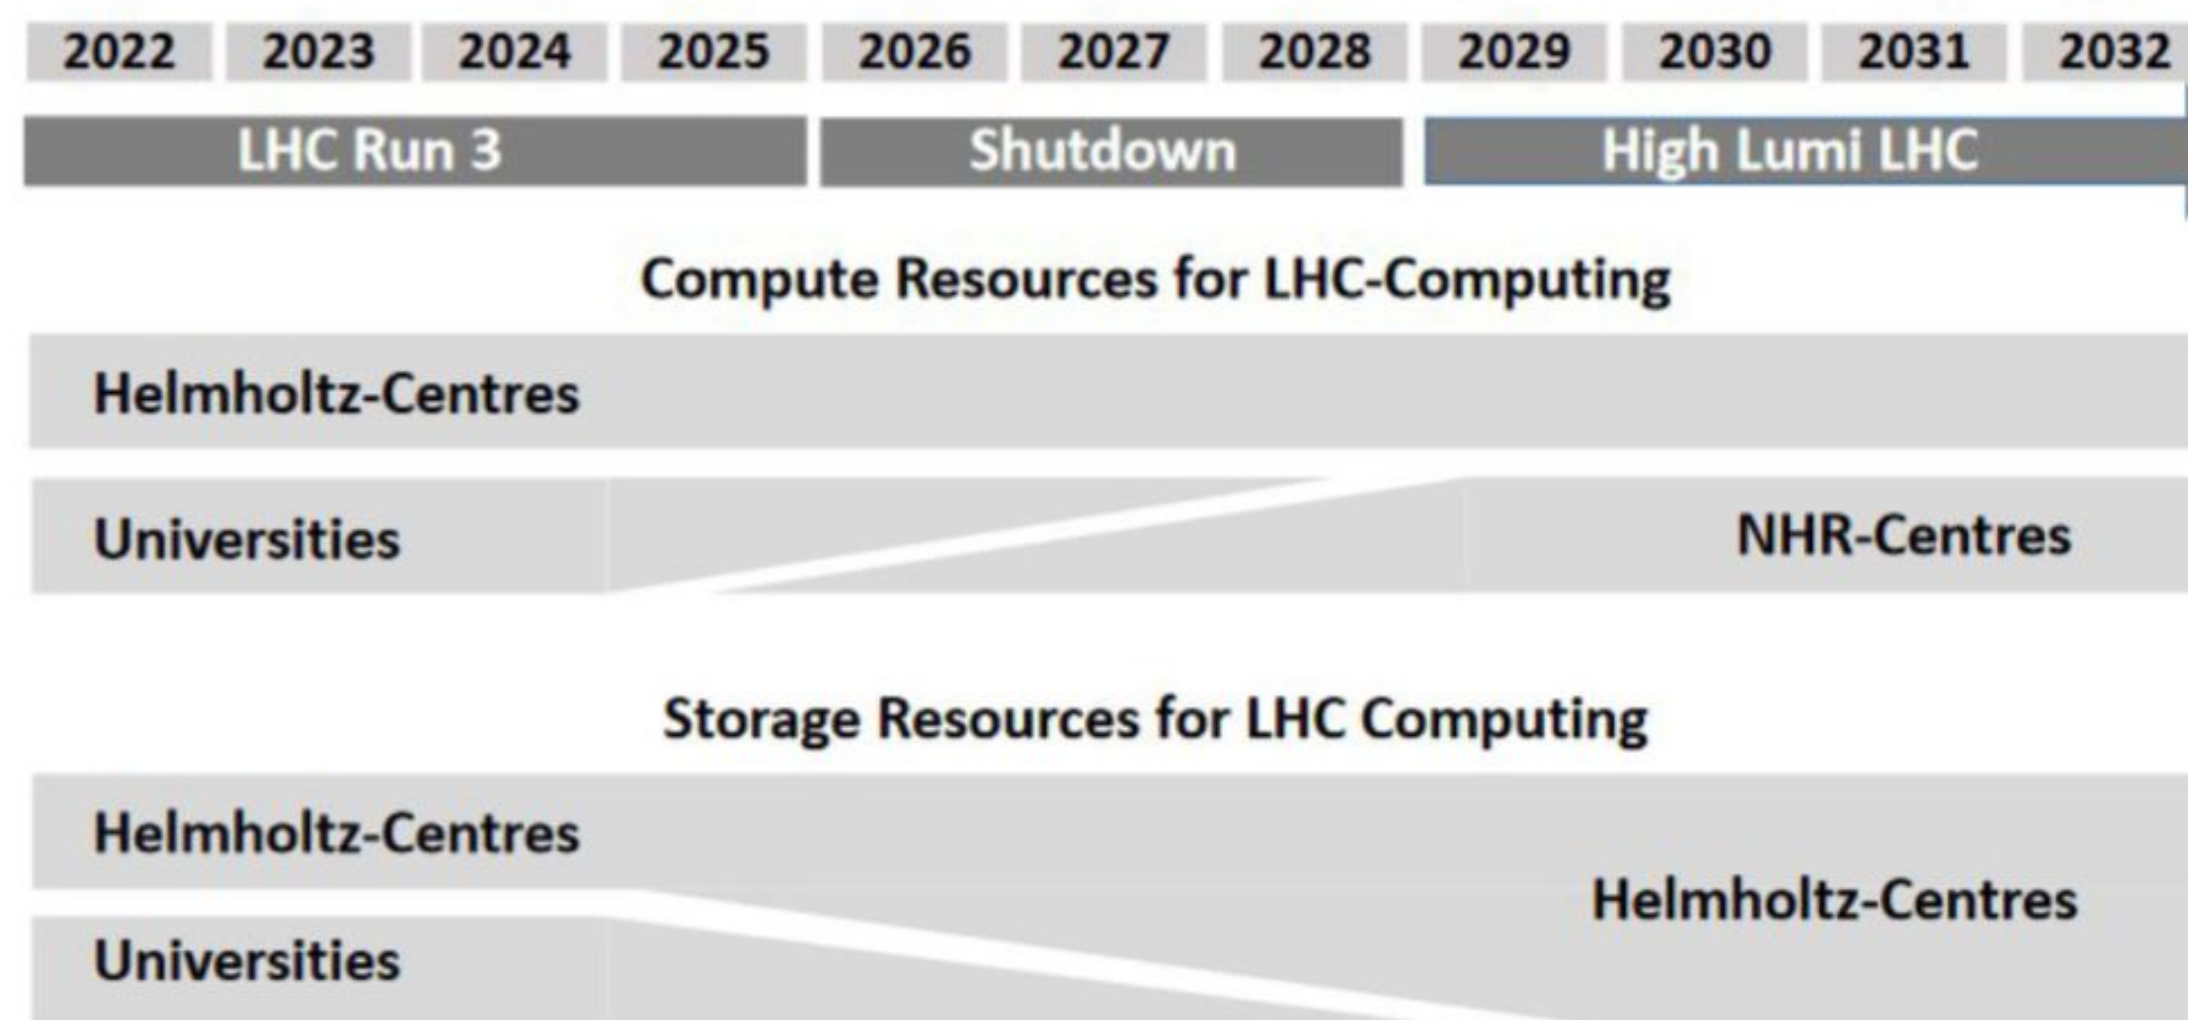 2022 2023 2024 2025 2026 2027 2028 2029 2030 2031 2032
LHC Run 3 Shutdown High Lumi LHC
Compute Resources for LHC-Computing
Helmholtz-Centres
Universities NHR-Centres
Storage Resources for LHC Computing
Helmholtz-Centres
Helmholtz-Centres
Universities